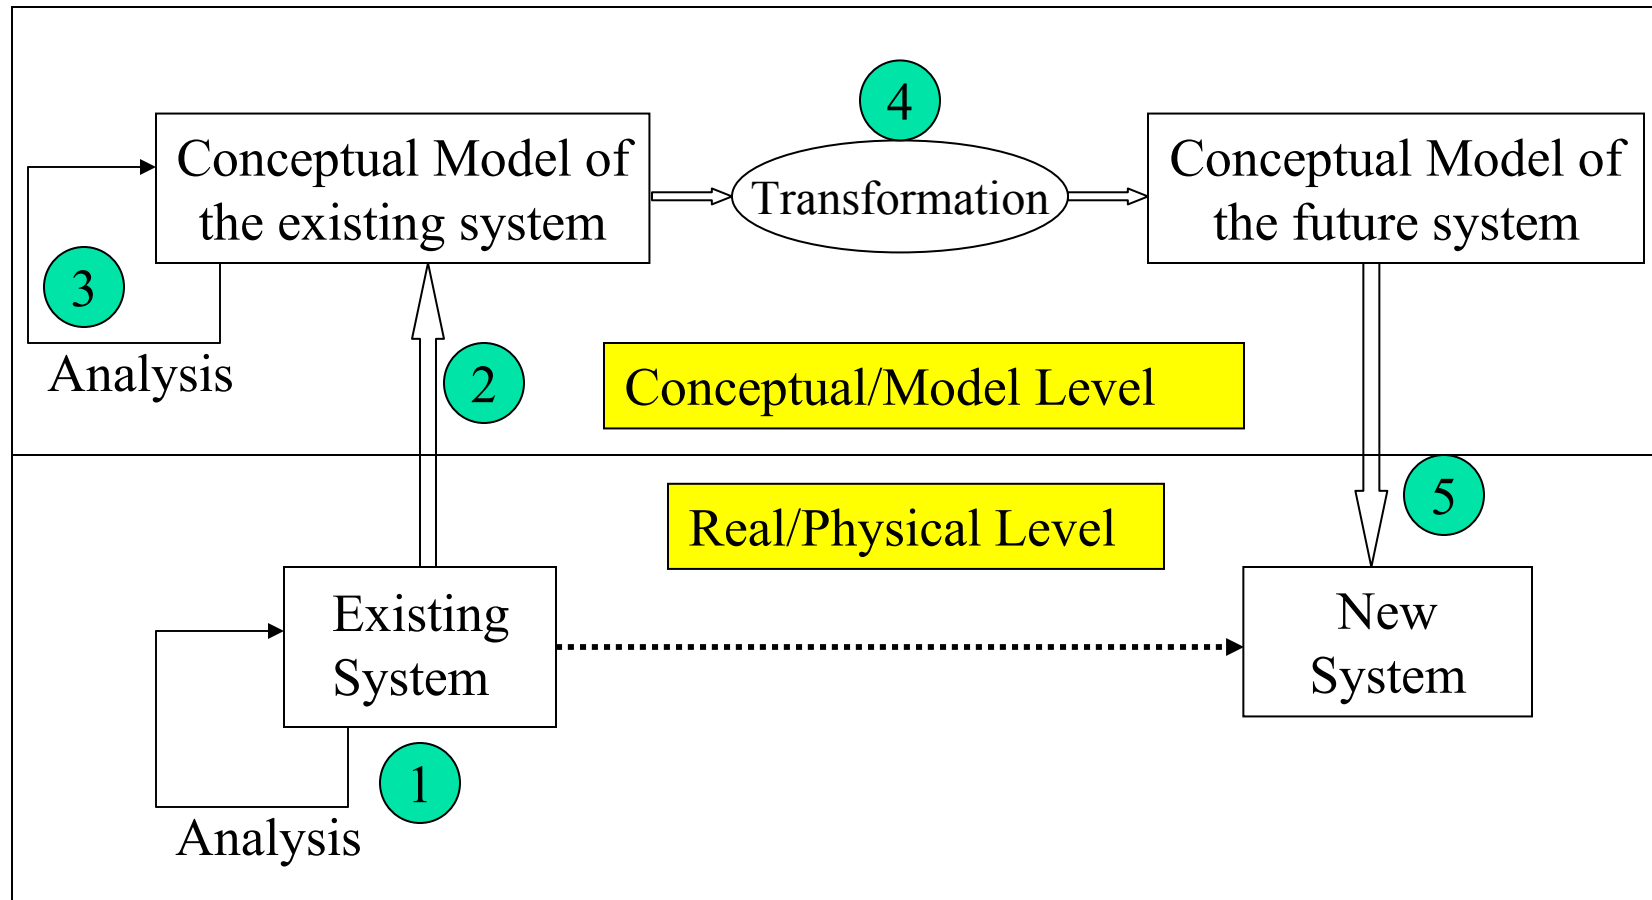 4
Conceptual Model of
the existing system
Transformation
Conceptual Model of
the future system
3
Analysis
2
Conceptual/Model Level
5
Real/Physical Level
Existing
System
New
System
1
Analysis